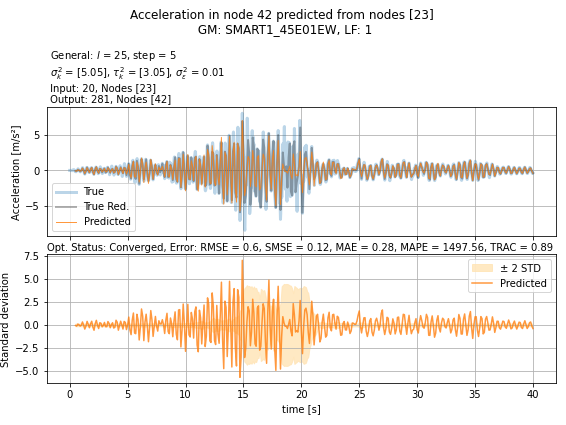 Acceleration in node 42 predicted from nodes [23]
GM: SMART1_45E01EW, LF: 1
General: l = 25, step = 5
σ²ₖ = [5.05], τ²ₖ = [3.05], σ²ε = 0.01
Input: 20, Nodes [23]
Output: 281, Nodes [42]
Acceleration [m/s²]
5
0
−5
True
True Red.
Predicted
Opt. Status: Converged, Error: RMSE = 0.6, SMSE = 0.12, MAE = 0.28, MAPE = 1497.56, TRAC = 0.89
Standard deviation
7.5
5.0
2.5
0.0
−2.5
−5.0
± 2 STD
Predicted
0 5 10 15 20 25 30 35 40
time [s]